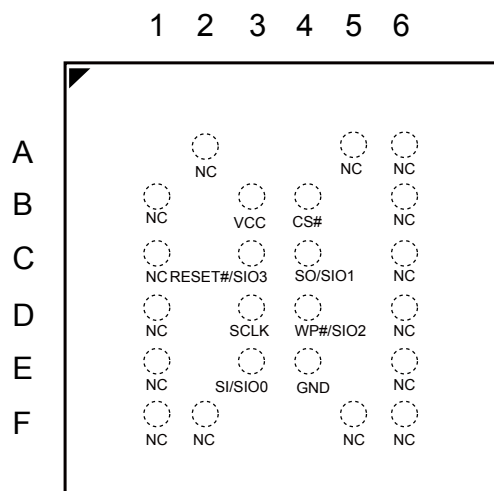 1 2 3 4 5 6
A
NC NC NC
B
NC VCC CS# NC
C
NC RESET#/SIO3 SO/SIO1 NC
D
NC SCLK WP#/SIO2 NC
E
NC SI/SIO0 GND NC
F
NC NC NC NC